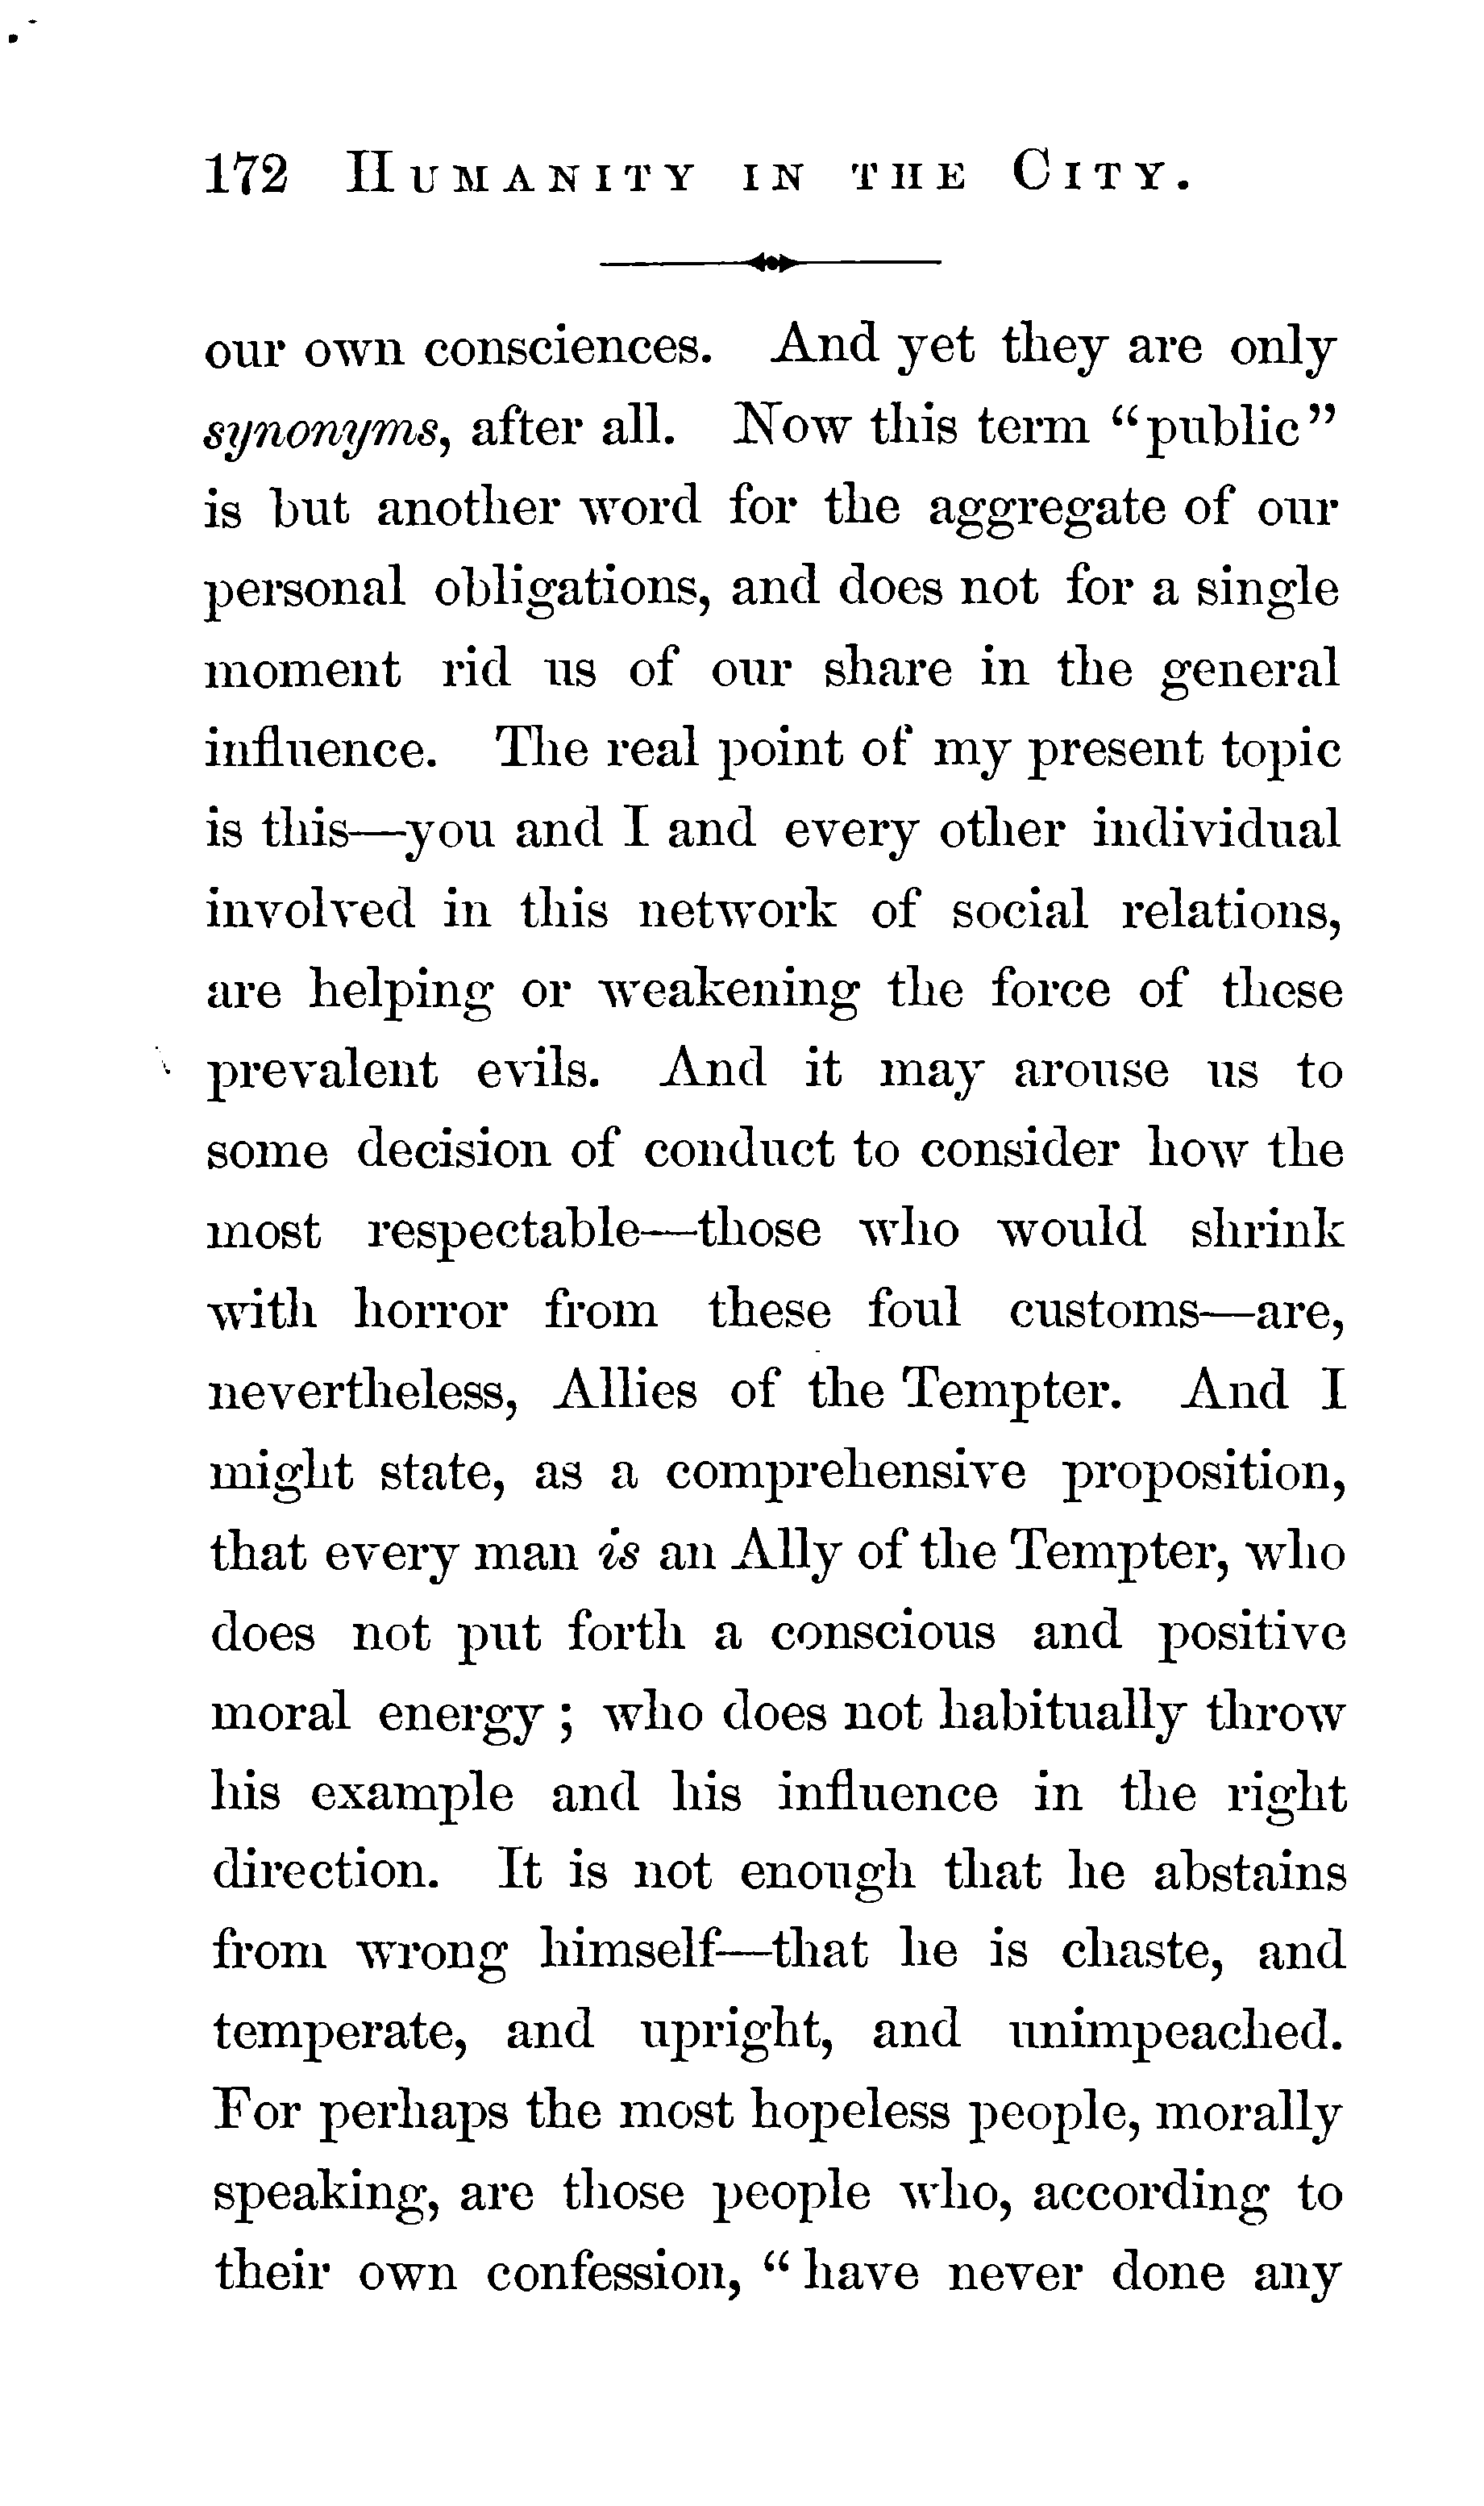 172 HUMANITY IN THE CITY.
our own consciences. And yet they are only
synonyms, after all. Now this term "public"
is but another word for the aggregate of our
personal obligations, and does not for a single
moment rid us of our share in the general
influence. The real point of my present topic
is this—you and I and every other individual
involved in this network of social relations,
are helping or weakening the force of these
prevalent evils. And it may arouse us to
some decision of conduct to consider how the
most respectable—those who would shrink
with horror from these foul customs—are,
nevertheless, Allies of the Tempter. And I
might state, as a comprehensive proposition,
that every man is an Ally of the Tempter, who
does not put forth a conscious and positive
moral energy ; who does not habitually throw
his example and his influence in the right
direction. It is not enough that he abstains
from wrong himself—that he is chaste, and
temperate, and upright, and unimpeached.
For perhaps the most hopeless people, morally
speaking, are those people who, according to
their own confession, " have never done any